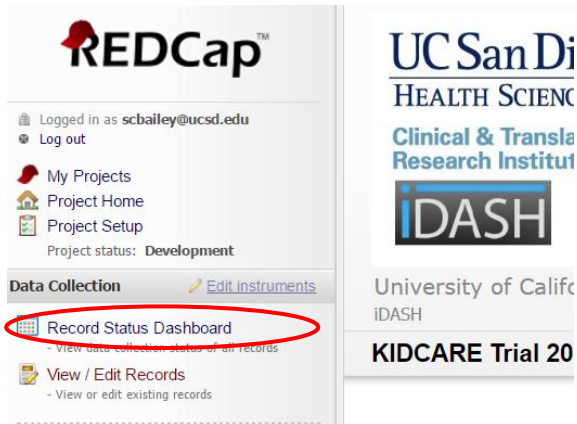 REDCap™
Logged in as scbailey@ucsd.edu
Log out
My Projects
Project Home
Project Setup
Project status: Development
Data Collection
Edit instruments
Record Status Dashboard
- View data collection status of all records
View / Edit Records
- View or edit existing records
UC San Di
HEALTH SCIENC
Clinical & Transla
Research Institut
iDASH
University of Califo
iDASH
KIDCARE Trial 20